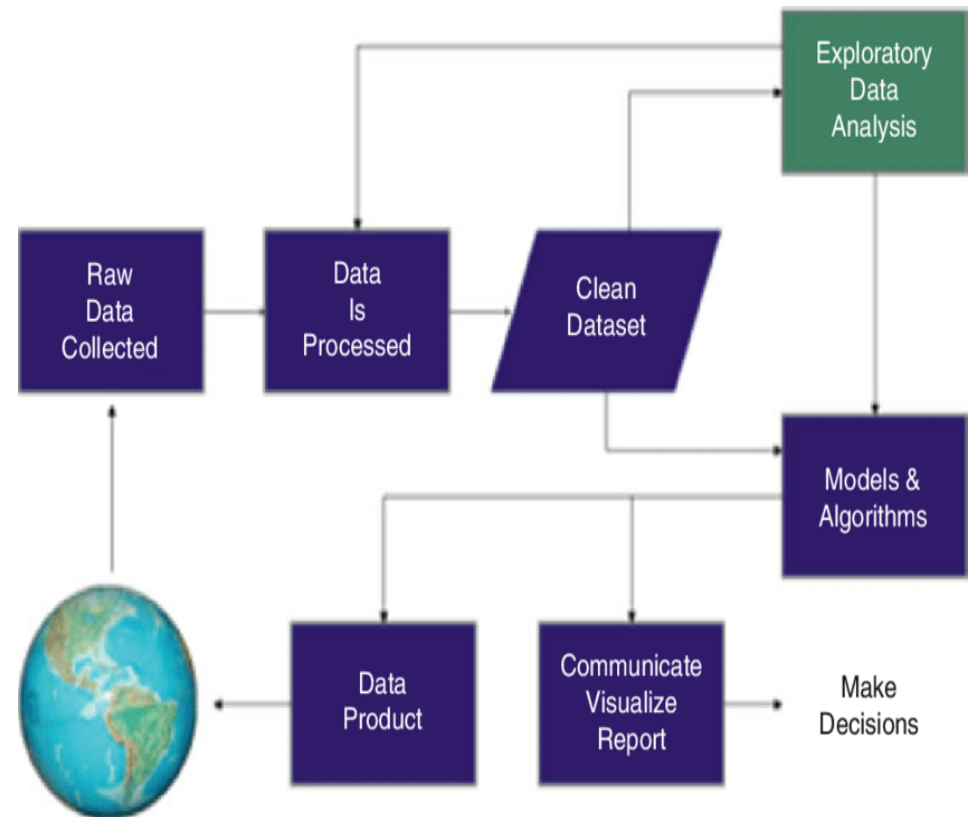 Exploratory
Data
Analysis
Raw
Data
Collected
Data
Is
Processed
Clean
Dataset
Models &
Algorithms
Data
Product
Communicate
Visualize
Report
Make
Decisions